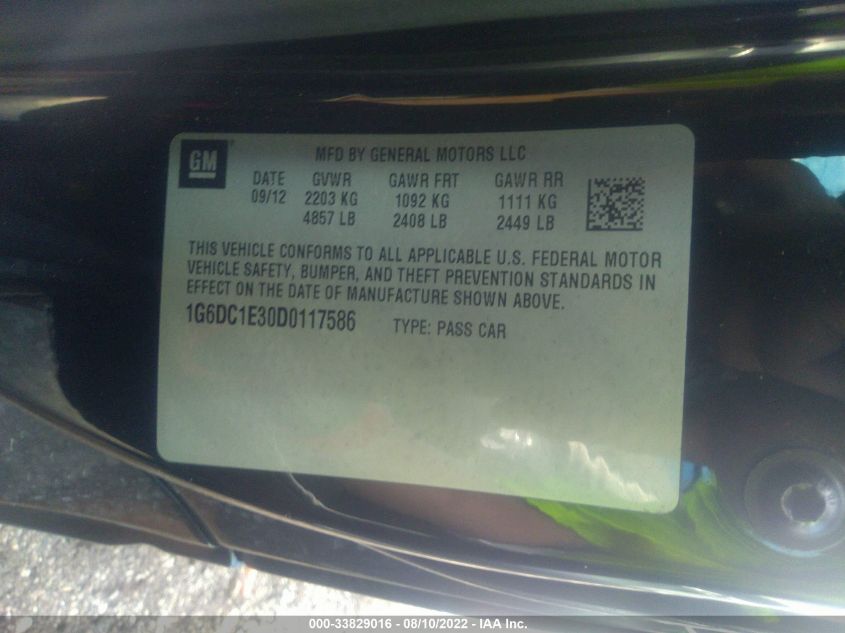 GM
MFD BY GENERAL MOTORS LLC
DATE GVWR GAWR FRT GAWR RR
09/12 2203 KG 1092 KG 1111 KG
4857 LB 2408 LB 2449 LB
THIS VEHICLE CONFORMS TO ALL APPLICABLE U.S. FEDERAL MOTOR
VEHICLE SAFETY, BUMPER, AND THEFT PREVENTION STANDARDS IN
EFFECT ON THE DATE OF MANUFACTURE SHOWN ABOVE.
1G6DC1E30D0117586 TYPE: PASS CAR
000-33829016 - 08/10/2022 - IAA Inc.